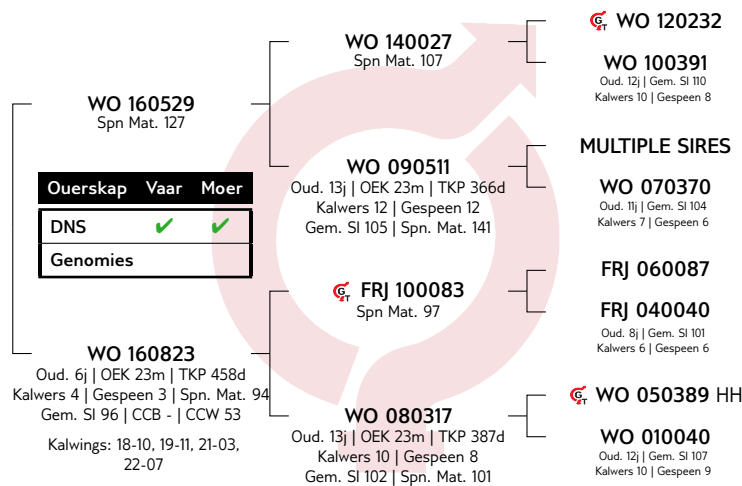 WO 160529
Spn Mat. 127
Ouerskap Vaar Moer
DNS ✔ ✔
Genomies
WO 160823
Oud. 6j | OEK 23m | TKP 458d
Kalwers 4 | Gespeen 3 | Spn. Mat. 94
Gem. SI 96 | CCB - | CCW 53
Kalwings: 18-10, 19-11, 21-03,
22-07
WO 140027
Spn Mat. 107
WO 090511
Oud. 13j | OEK 23m | TKP 366d
Kalwers 12 | Gespeen 12
Gem. SI 105 | Spn. Mat. 141
GT FRJ 100083
Spn Mat. 97
WO 080317
Oud. 13j | OEK 23m | TKP 387d
Kalwers 10 | Gespeen 8
Gem. SI 102 | Spn. Mat. 101
GT WO 120232
WO 100391
Oud. 12j | Gem. SI 110
Kalwers 10 | Gespeen 8
MULTIPLE SIRES
WO 070370
Oud. 11j | Gem. SI 104
Kalwers 7 | Gespeen 6
FRJ 060087
FRJ 040040
Oud. 8j | Gem. SI 101
Kalwers 6 | Gespeen 6
GT WO 050389 HH
WO 010040
Oud. 12j | Gem. SI 107
Kalwers 10 | Gespeen 9